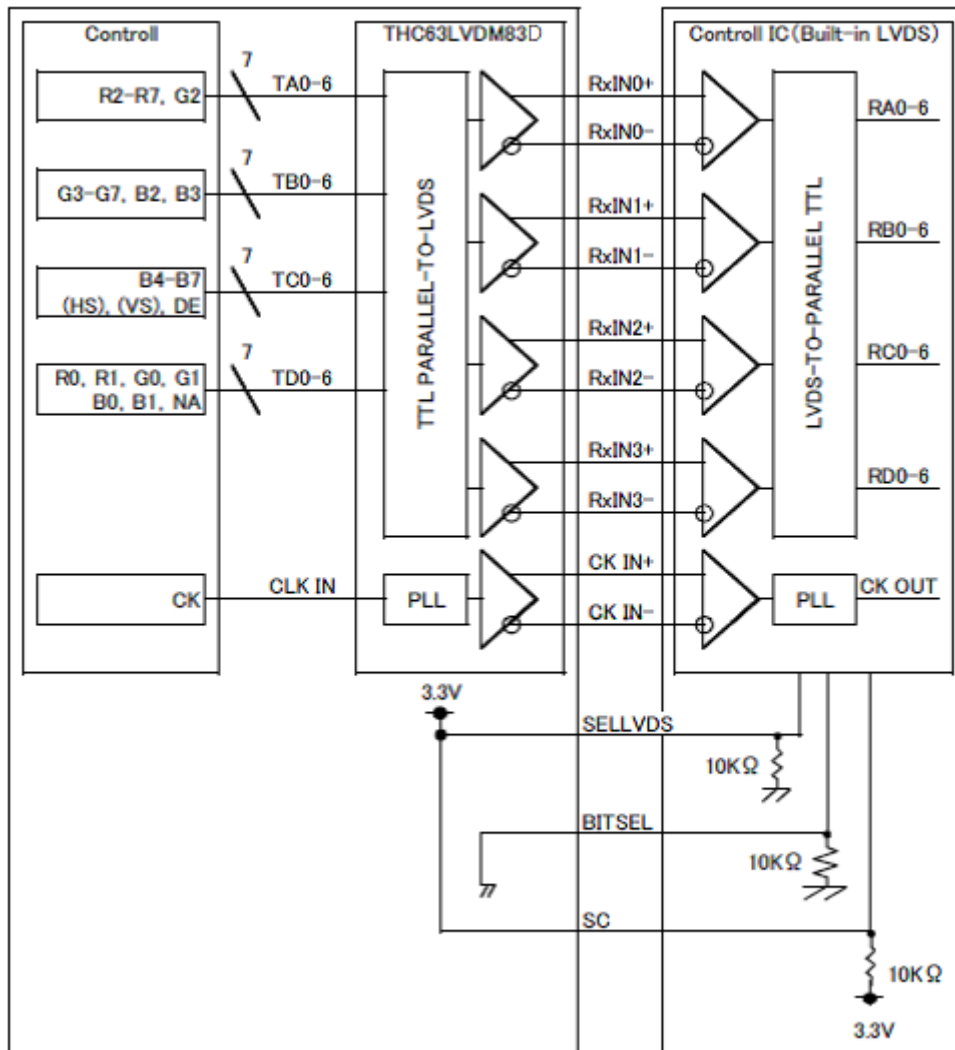 Controll
THC63LVDM83D
Controll IC(Built-in LVDS)
R2-R7, G2
7
TA0-6
RxIN0+
RxIN0-
RA0-6
G3-G7, B2, B3
7
TB0-6
RxIN1+
RxIN1-
RB0-6
B4-B7
(HS), (VS), DE
7
TC0-6
RxIN2+
RxIN2-
RC0-6
R0, R1, G0, G1
B0, B1, NA
7
TD0-6
RxIN3+
RxIN3-
RD0-6
TTL PARALLEL-TO-LVDS
LVDS-TO-PARALLEL TTL
CK
CLK IN
PLL
CK IN+
CK IN-
PLL
CK OUT
3.3V
SELLVDS
10KΩ
BITSEL
10KΩ
SC
10KΩ
3.3V